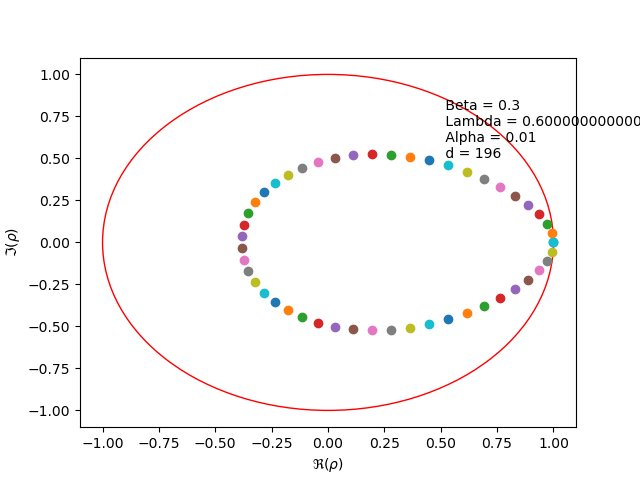 1.00
0.75
0.50
0.25
0.00
−0.25
−0.50
−0.75
−1.00
ℑ(ρ)
Beta = 0.3
Lambda = 0.600000000000
Alpha = 0.01
d = 196
−1.00 −0.75 −0.50 −0.25 0.00 0.25 0.50 0.75 1.00
ℜ(ρ)